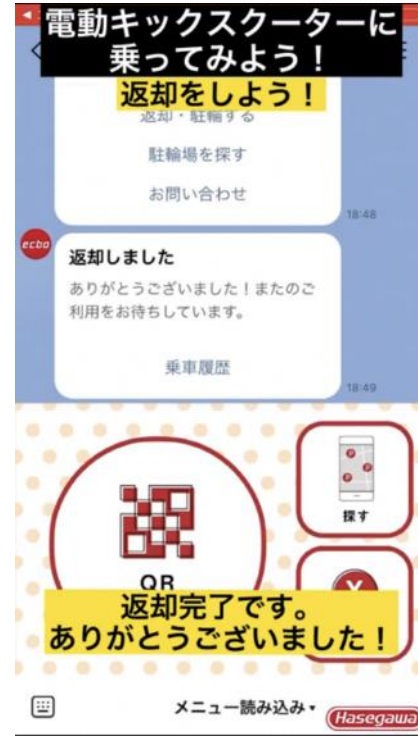 電動キックスクーターに
乗ってみよう！
返却をしよう！
返却・駐輪する
駐輪場を探す
お問い合わせ
18:48
ecbo
返却しました
ありがとうございました！またのご
利用をお待ちしています。
乗車履歴
18:49
QR
探す
返却完了です。
ありがとうございました！
メニュー読み込み▾
Hasegawa